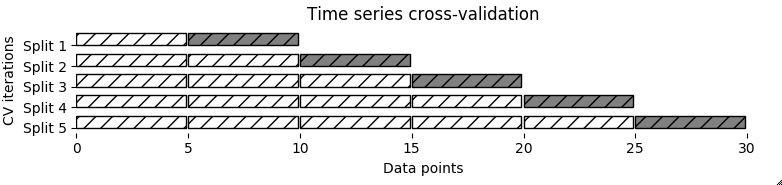 Time series cross-validation
CV iterations
Split 1
Split 2
Split 3
Split 4
Split 5
0 5 10 15 20 25 30
Data points